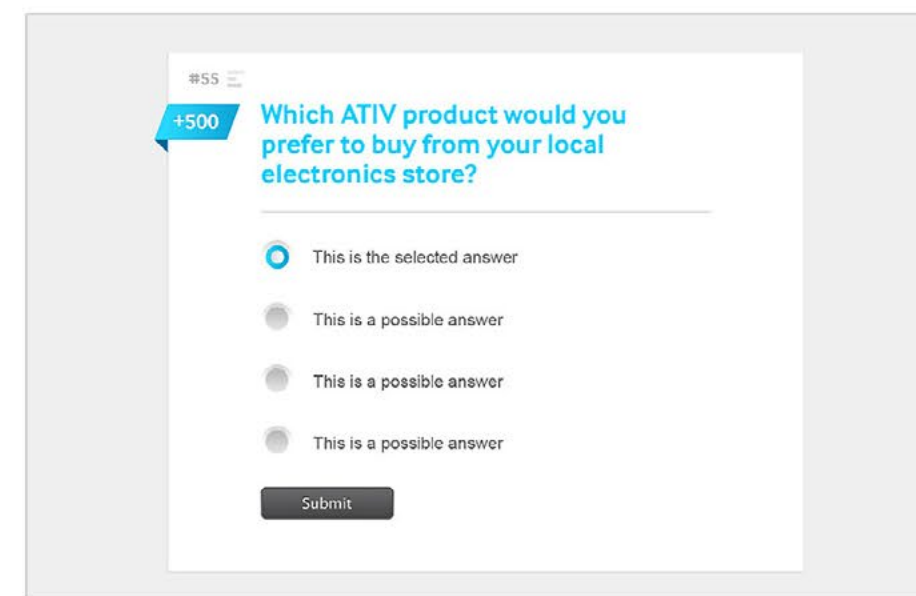 #55
+500
Which ATIV product would you
prefer to buy from your local
electronics store?
This is the selected answer
This is a possible answer
This is a possible answer
This is a possible answer
Submit